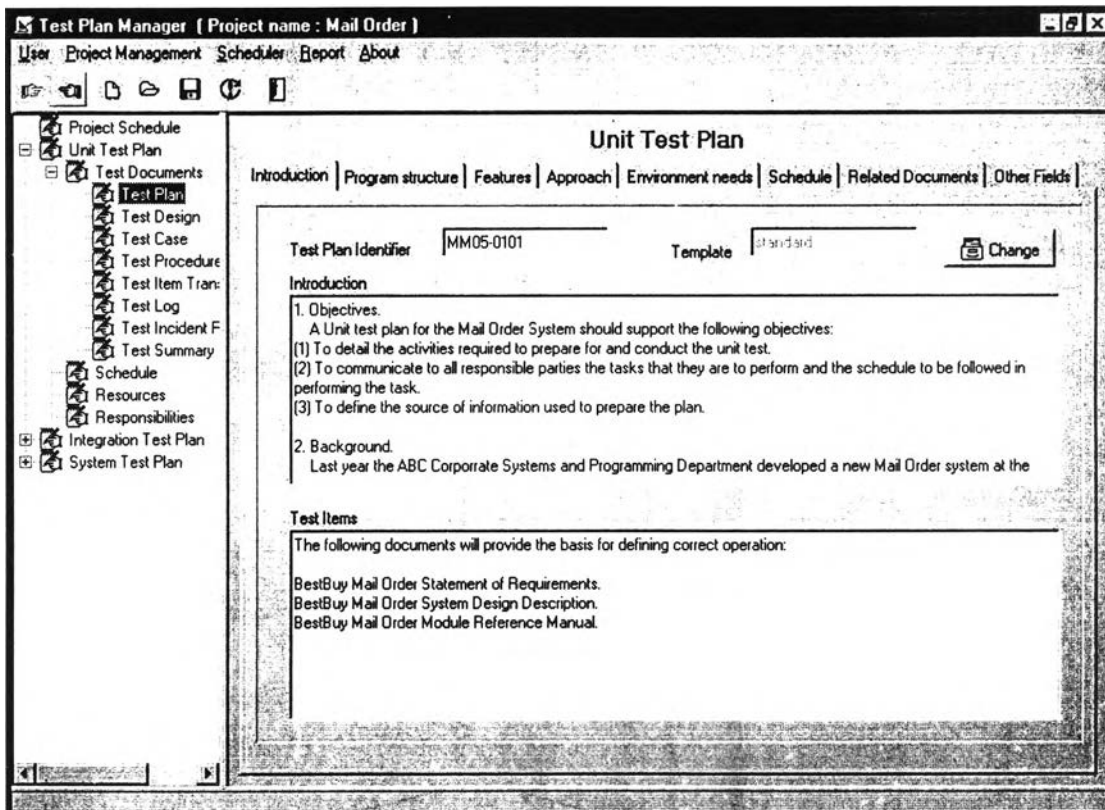 Test Plan Manager ( Project name : Mail Order )
User Project Management Scheduler Report About
Project Schedule
Unit Test Plan
Test Documents
Test Plan
Test Design
Test Case
Test Procedure
Test Item Tran
Test Log
Test Incident F
Test Summary
Schedule
Resources
Responsibilities
Integration Test Plan
System Test Plan
Unit Test Plan
Introduction Program structure Features Approach Environment needs Schedule Related Documents Other Fields
Test Plan Identifier MM05-0101 Template standard Change
Introduction
1. Objectives.
A Unit test plan for the Mail Order System should support the following objectives:
(1) To detail the activities required to prepare for and conduct the unit test.
(2) To communicate to all responsible parties the tasks that they are to perform and the schedule to be followed in
performing the task.
(3) To define the source of information used to prepare the plan.
2. Background.
Last year the ABC Corporrate Systems and Programming Department developed a new Mail Order system at the
Test Items
The following documents will provide the basis for defining correct operation:
BestBuy Mail Order Statement of Requirements.
BestBuy Mail Order System Design Description.
BestBuy Mail Order Module Reference Manual.